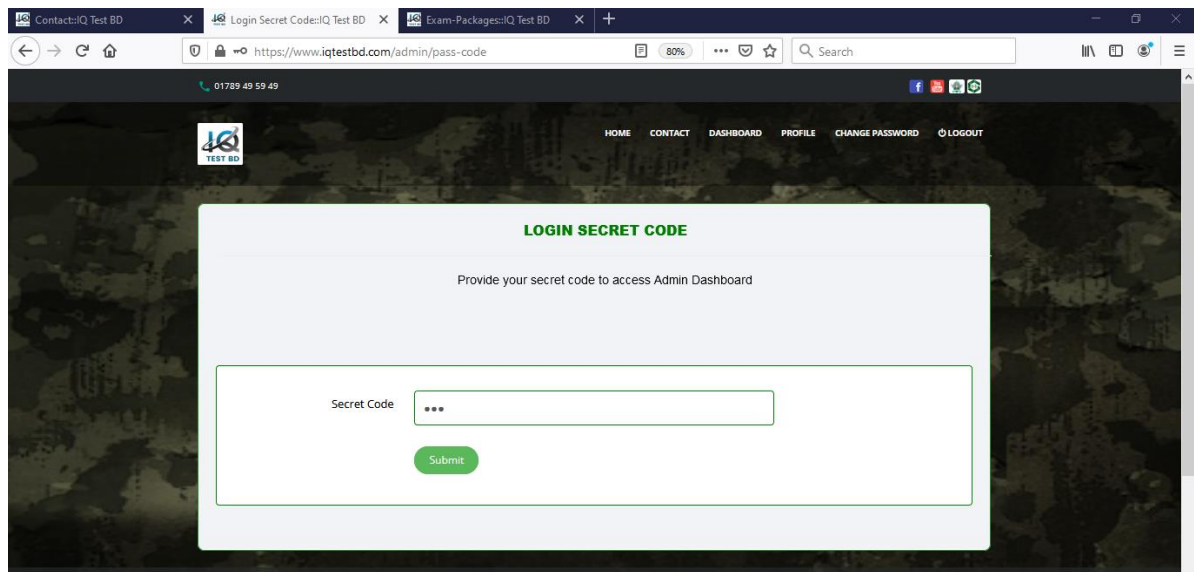 Contact::IQ Test BD
Login Secret Code::IQ Test BD
Exam-Packages::IQ Test BD
https://www.iqtestbd.com/admin/pass-code
80%
Search
01789 49 59 49
IQ
TEST BD
HOME CONTACT DASHBOARD PROFILE CHANGE PASSWORD LOGOUT
LOGIN SECRET CODE
Provide your secret code to access Admin Dashboard
Secret Code
Submit